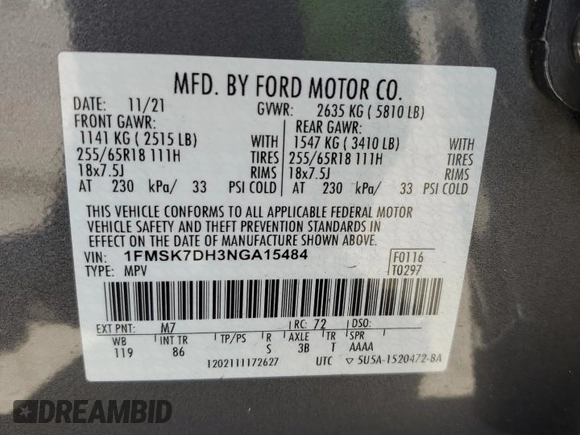 MFD. BY FORD MOTOR CO.
DATE: 11/21 GVWR: 2635 KG ( 5810 LB)
FRONT GAWR: REAR GAWR:
1141 KG ( 2515 LB) WITH 1547 KG ( 3410 LB) WITH
255/65R18 111H TIRES 255/65R18 111H TIRES
18x7.5J RIMS 18x7.5J RIMS
AT 230 kPa/ 33 PSI COLD AT 230 kPa/ 33 PSI COLD
THIS VEHICLE CONFORMS TO ALL APPLICABLE FEDERAL MOTOR
VEHICLE SAFETY AND THEFT PREVENTION STANDARDS IN
EFFECT ON THE DATE OF MANUFACTURE SHOWN ABOVE.
VIN: 1FMSK7DH3NGA15484 F0116
TYPE: MPV T0297
EXT PNT: M7 RC: 72 DSO:
WB INT TR TP/PS R AXLE TR SPR
119 86 S 3B T AAAA
1202111172627 UTC ▽ 5U5A-1520472-BA
DREAMBID